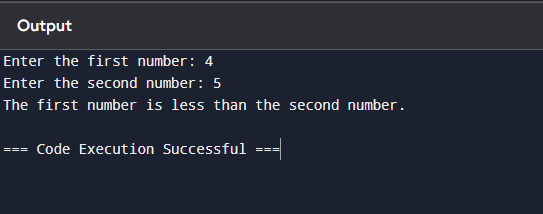 Output
Enter the first number: 4
Enter the second number: 5
The first number is less than the second number.
=== Code Execution Successful ===